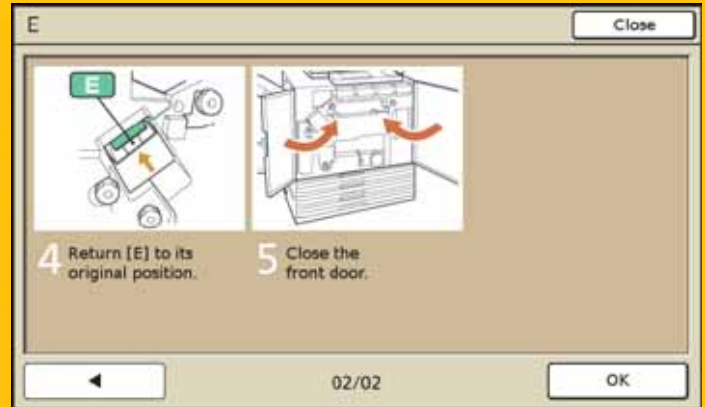 E
Close
E
4 Return [E] to its
original position.
5 Close the
front door.
02/02
OK